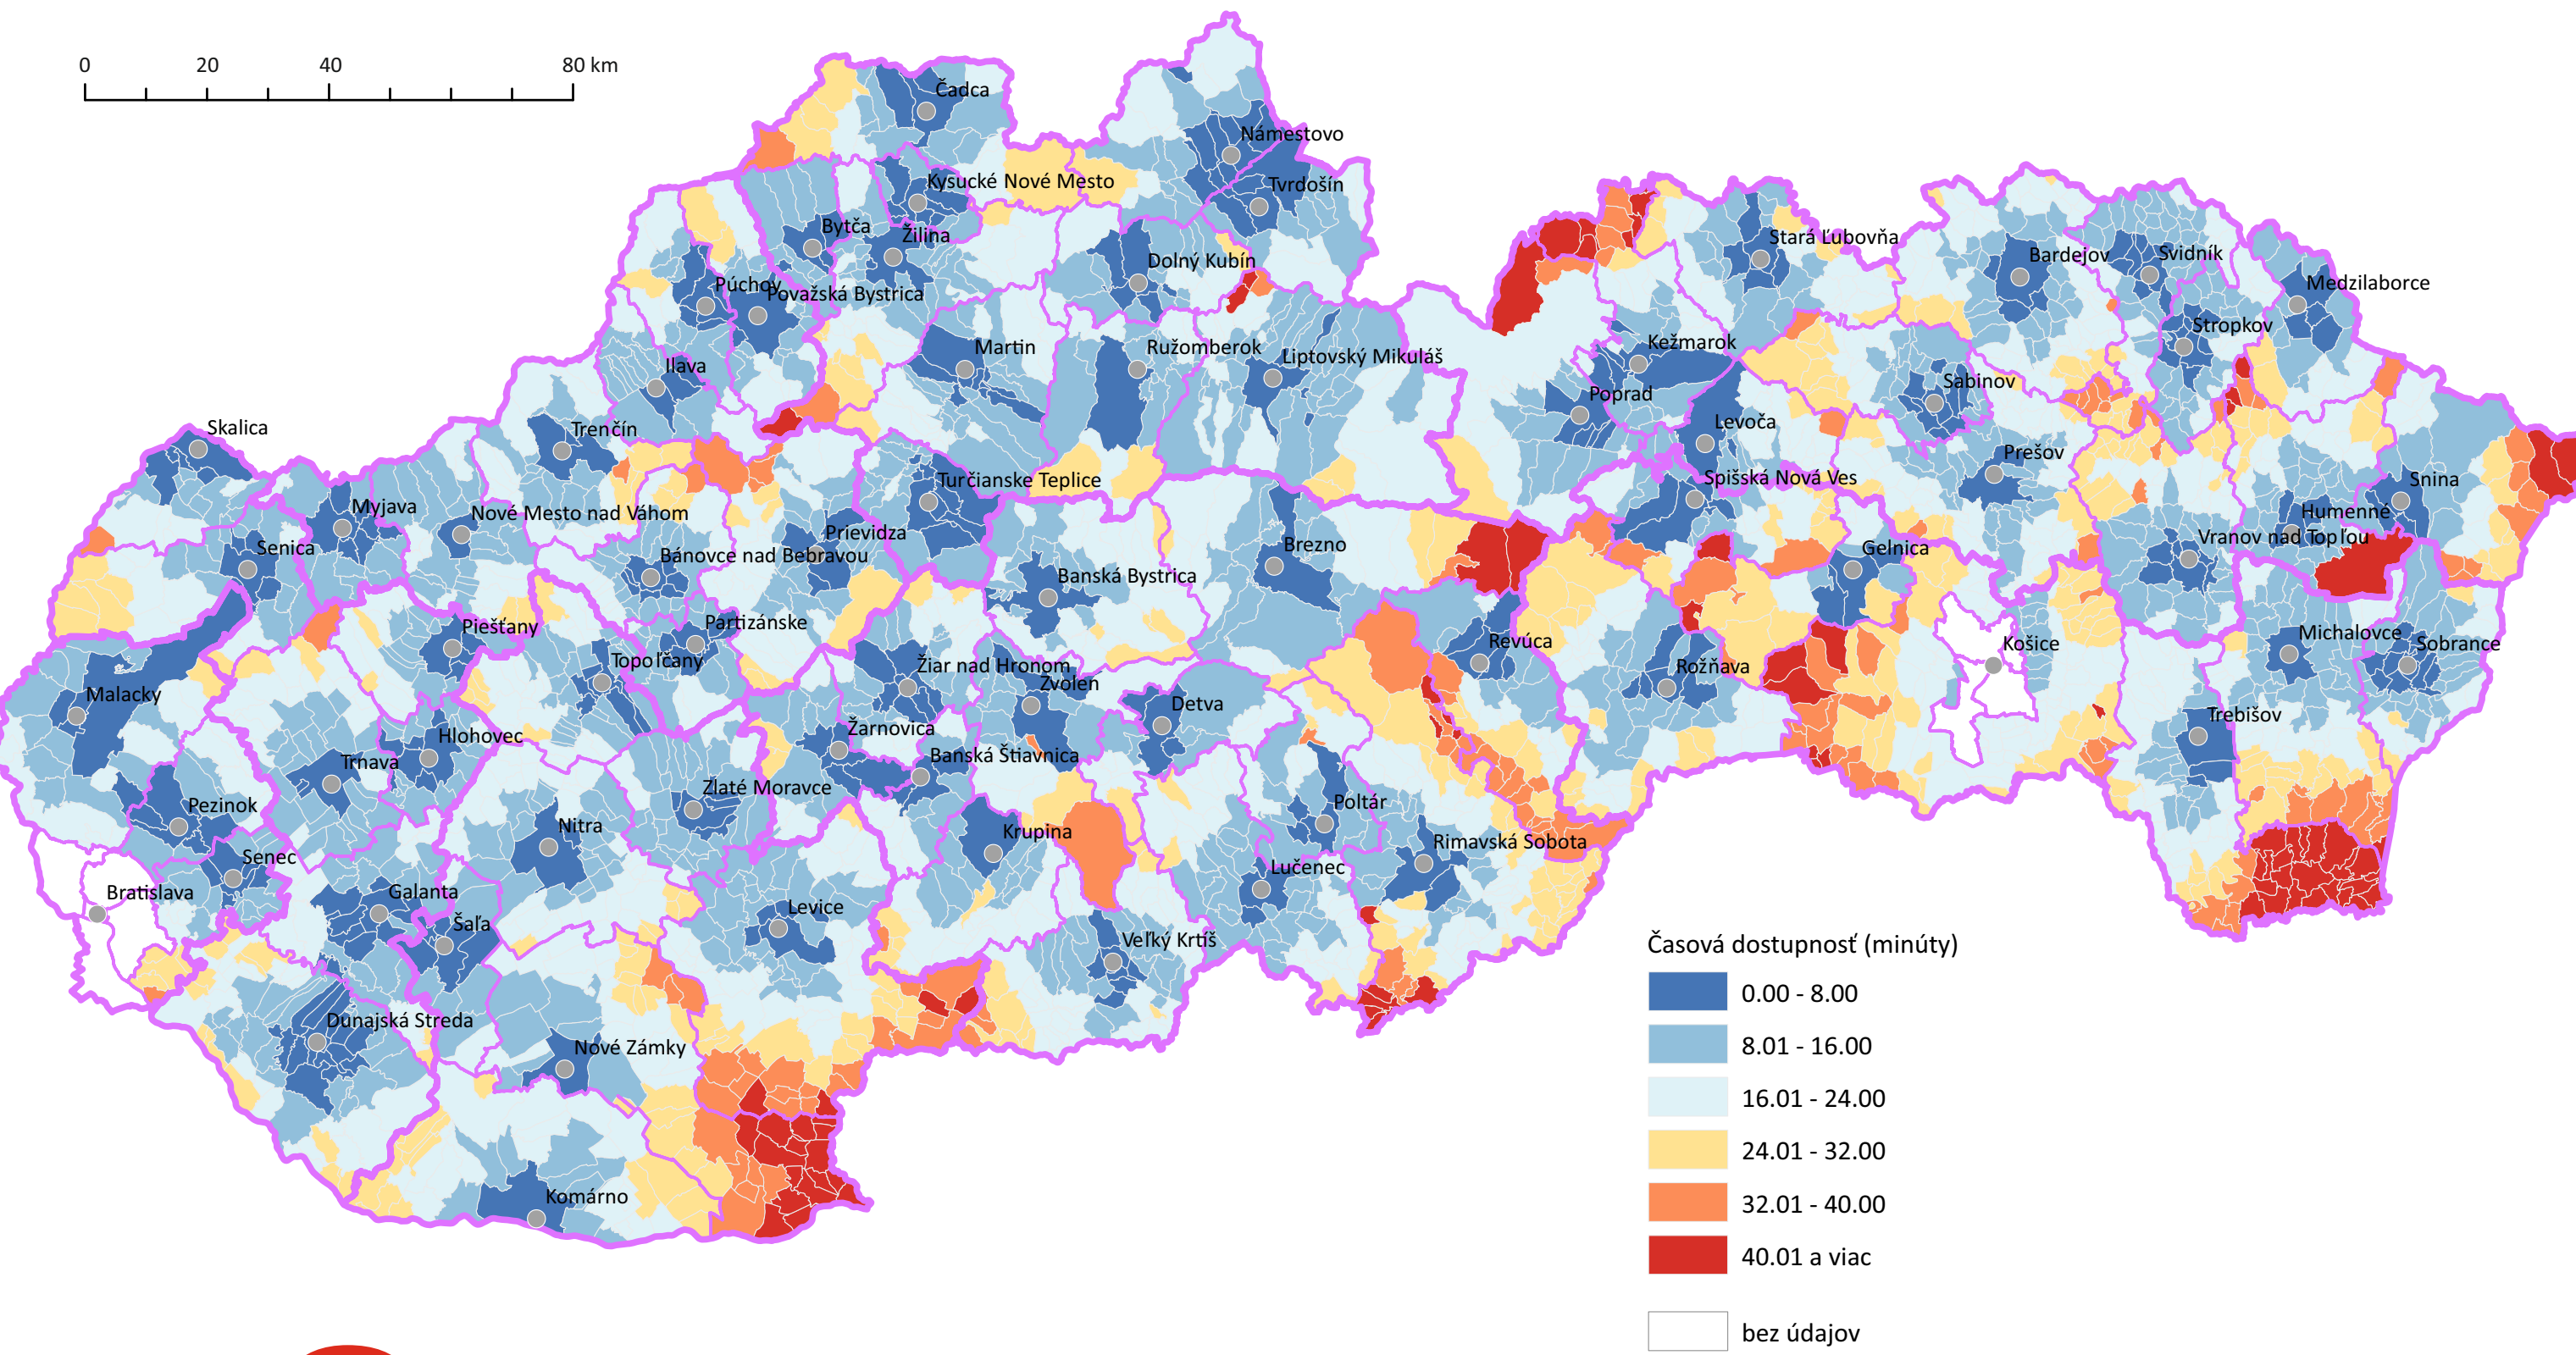 0 20 40 80 km
Čadca
Námestovo
Kysucké Nové Mesto
Tvrdošín
Bytča
Žilina
Stará Ľubovňa
Bardejov
Svidník
Dolný Kubín
Púchov
Považská Bystrica
Medzilaborce
Stropkov
Martin
Ružomberok
Liptovský Mikuláš
Kežmarok
Ilava
Poprad
Sabinov
Skalica
Trenčín
Levoča
Prešov
Turčianske Teplice
Spišská Nová Ves
Snina
Myjava
Nové Mesto nad Váhom
Humenné
Prievidza
Vranov nad Topľou
Senica
Bánovce nad Bebravou
Brezno
Gelnica
Banská Bystrica
Piešťany
Partizánske
Revúca
Michalovce
Košice
Sobrance
Topoľčany
Žiar nad Hronom
Rožňava
Zvolen
Malacky
Detva
Trebišov
Hlohovec
Žarnovica
Banská Štiavnica
Trnava
Zlaté Moravce
Poltár
Pezinok
Nitra
Krupina
Rimavská Sobota
Senec
Lučenec
Bratislava
Galanta
Levice
Šaľa
Veľký Krtíš
Dunajská Streda
Nové Zámky
Komárno
Časová dostupnosť (minúty)
0.00 - 8.00
8.01 - 16.00
16.01 - 24.00
24.01 - 32.00
32.01 - 40.00
40.01 a viac
bez údajov